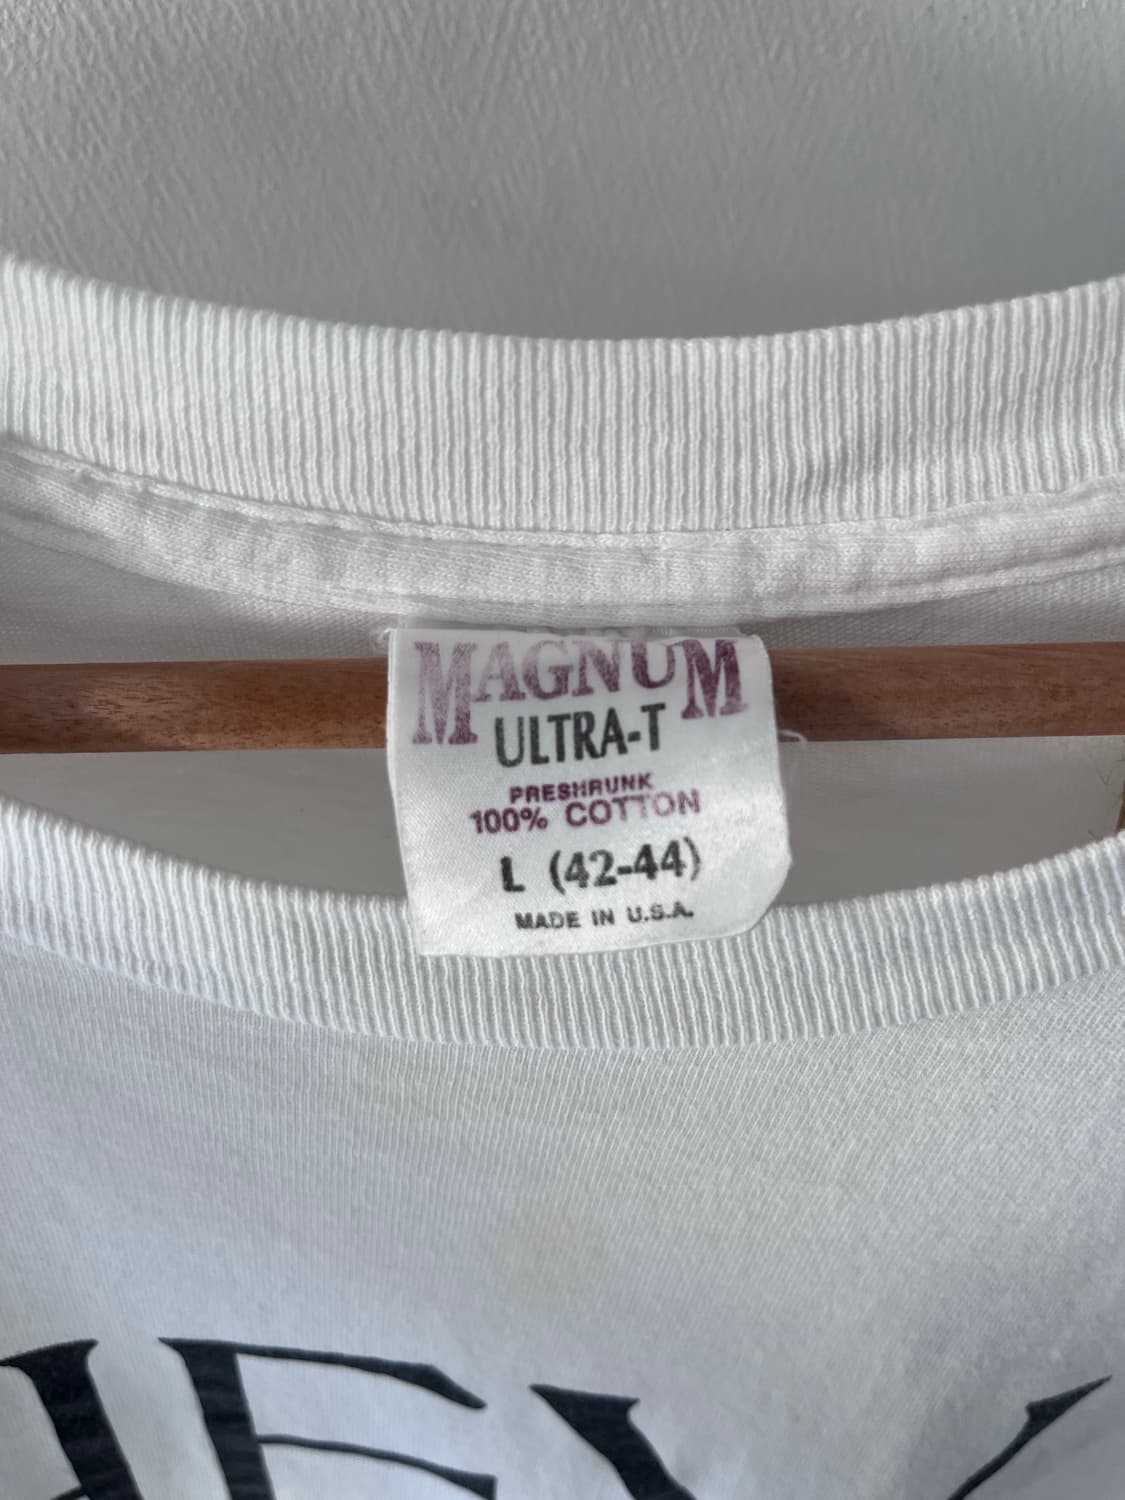 MAGNUM
ULTRA-T
PRESHRUNK
100% COTTON
L (42-44)
MADE IN U.S.A.